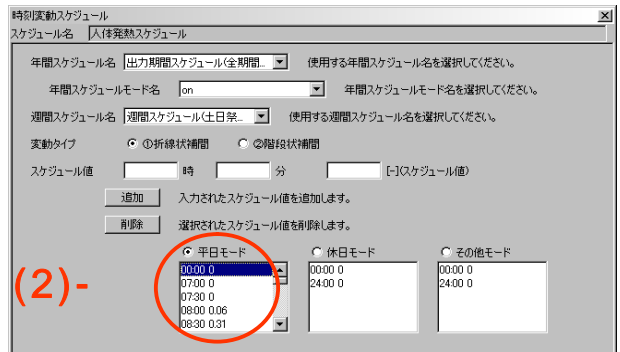 時刻変動スケジュール
スケジュール名 人体発熱スケジュール
年間スケジュール名 出力期間スケジュール(全期間... 使用する年間スケジュール名を選択してください。
年間スケジュールモード名 on 年間スケジュールモード名を選択してください。
週間スケジュール名 週間スケジュール(土日祭... 使用する週間スケジュール名を選択してください。
変動タイプ ①折線状補間 ②階段状補間
スケジュール値 時 分 [-](スケジュール値)
追加 入力されたスケジュール値を追加します。
削除 選択されたスケジュール値を削除します。
平日モード 休日モード その他モード
00:00 0 00:00 0 00:00 0
07:00 0 24:00 0 24:00 0
07:30 0
08:00 0.06
08:30 0.31
(2)-